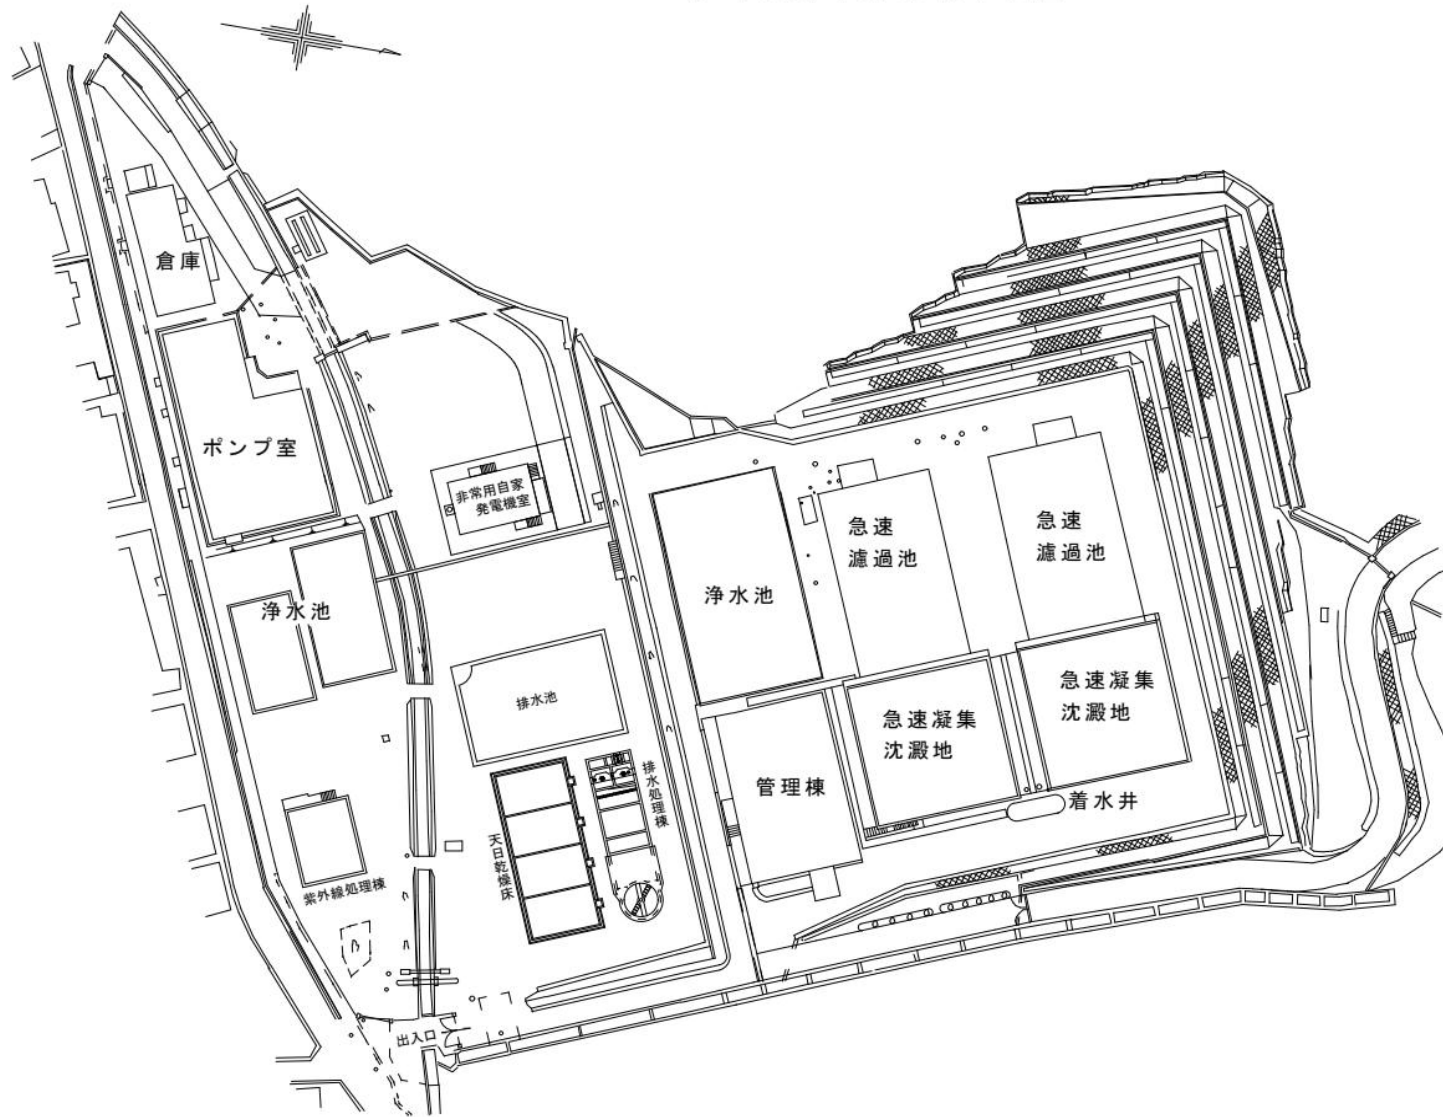 倉庫
ポンプ室
非常用自家
発電機室
浄水池
急速
濾過池
急速
濾過池
浄水池
排水池
急速凝集
沈澱地
急速凝集
沈澱地
管理棟
着水井
排水処理棟
天日乾燥床
紫外線処理棟
出入口